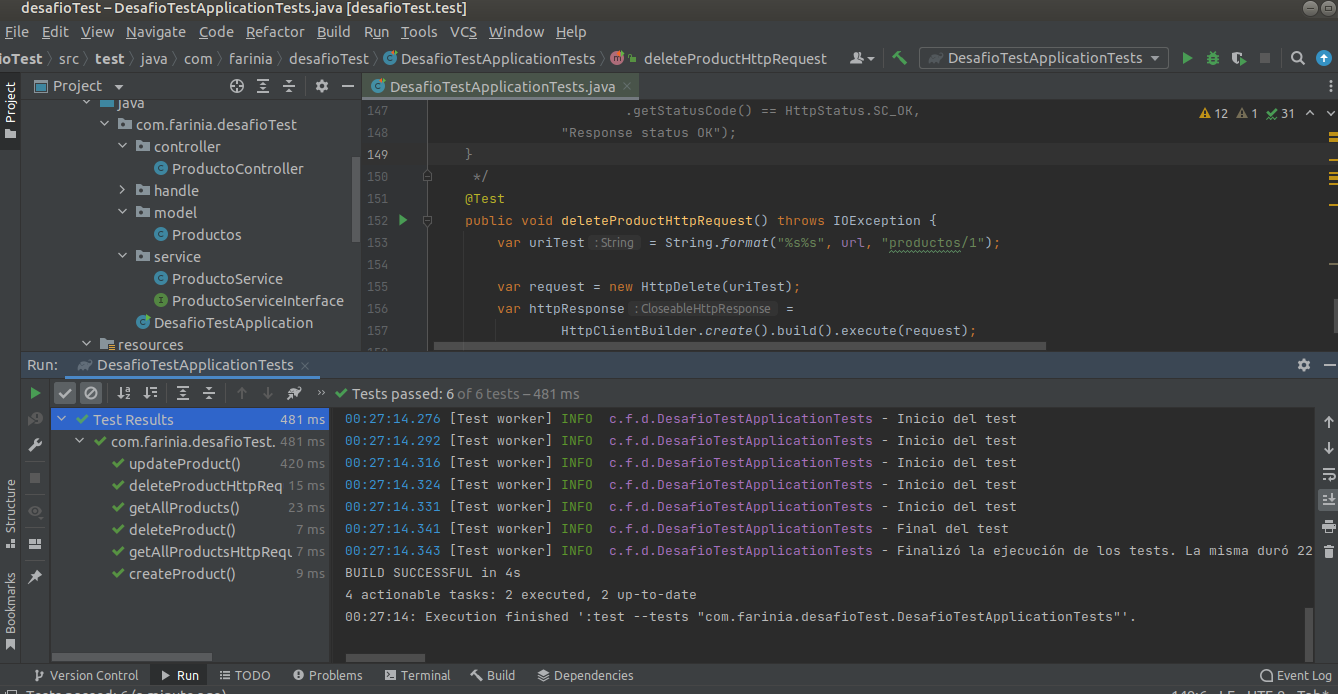 desafioTest – DesafioTestApplicationTests.java [desafioTest.test]
File Edit View Navigate Code Refactor Build Run Tools VCS Window Help
ioTest src test java com farinia desafioTest DesafioTestApplicationTests deleteProductHttpRequest DesafioTestApplicationTests
Project
Project
DesafioTestApplicationTests.java
java
com.farinia.desafioTest
controller
ProductoController
handle
model
Productos
service
ProductoService
ProductoServiceInterface
DesafioTestApplication
resources
12 1 31
147 .getStatusCode() == HttpStatus.SC_OK,
148 "Response status OK");
149 }
150 */
151 @Test
152 public void deleteProductHttpRequest() throws IOException {
153 var uriTest : String = String.format("%s%s", url, "productos/1");
154
155 var request = new HttpDelete(uriTest);
156 var httpResponse : CloseableHttpResponse =
157 HttpClientBuilder.create().build().execute(request);
Run: DesafioTestApplicationTests
Tests passed: 6 of 6 tests – 481 ms
Test Results 481 ms
com.farinia.desafioTest. 481 ms
updateProduct() 420 ms
deleteProductHttpReq 15 ms
getAllProducts() 23 ms
deleteProduct() 7 ms
getAllProductsHttpRequ 7 ms
createProduct() 9 ms
00:27:14.276 [Test worker] INFO c.f.d.DesafioTestApplicationTests - Inicio del test
00:27:14.292 [Test worker] INFO c.f.d.DesafioTestApplicationTests - Inicio del test
00:27:14.316 [Test worker] INFO c.f.d.DesafioTestApplicationTests - Inicio del test
00:27:14.324 [Test worker] INFO c.f.d.DesafioTestApplicationTests - Inicio del test
00:27:14.331 [Test worker] INFO c.f.d.DesafioTestApplicationTests - Inicio del test
00:27:14.341 [Test worker] INFO c.f.d.DesafioTestApplicationTests - Final del test
00:27:14.343 [Test worker] INFO c.f.d.DesafioTestApplicationTests - Finalizó la ejecución de los tests. La misma duró 22
BUILD SUCCESSFUL in 4s
4 actionable tasks: 2 executed, 2 up-to-date
00:27:14: Execution finished ':test --tests "com.farinia.desafioTest.DesafioTestApplicationTests"'.
Structure
Bookmarks
Version Control Run TODO Problems Terminal Build Dependencies Event Log
Tests passed: 6 (a minute ago) 149:6 LF UTF-8 Tab*